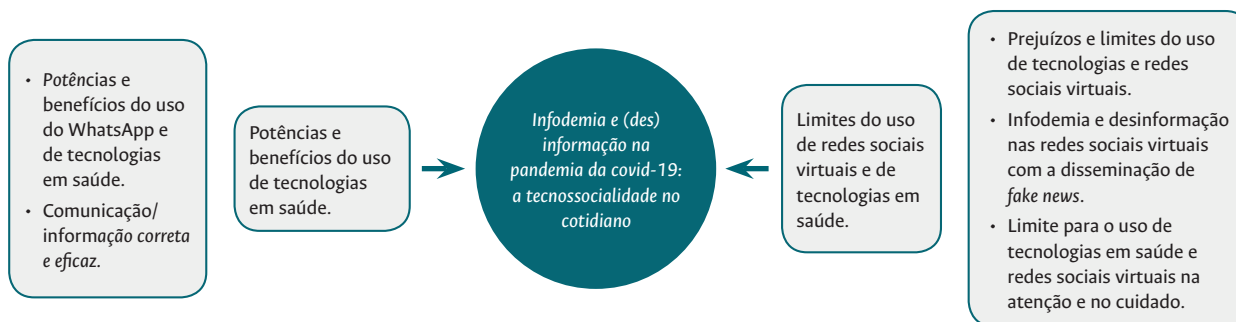 • Potências e
benefícios do uso
do WhatsApp e
de tecnologias
em saúde.
• Comunicação/
informação correta
e eficaz.
Potências e
benefícios do uso
de tecnologias
em saúde.
Infodemia e (des)
informação na
pandemia da covid-19:
a tecnossocialidade no
cotidiano
Limites do uso
de redes sociais
virtuais e de
tecnologias em
saúde.
• Prejuízos e limites do uso
de tecnologias e redes
sociais virtuais.
• Infodemia e desinformação
nas redes sociais virtuais
com a disseminação de
fake news.
• Limite para o uso de
tecnologias em saúde e
redes sociais virtuais na
atenção e no cuidado.